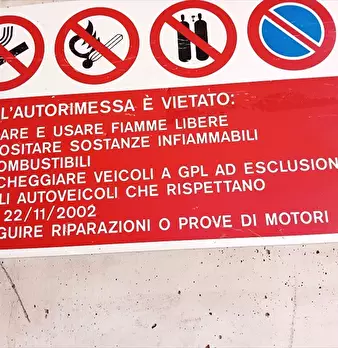 L'AUTORIMESSA È VIETATO:
ARE E USARE FIAMME LIBERE
OSITARE SOSTANZE INFIAMMABILI
OMBUSTIBILI
CHEGGIARE VEICOLI A GPL AD ESCLUSION
LI AUTOVEICOLI CHE RISPETTANO
22/11/2002
GUIRE RIPARAZIONI O PROVE DI MOTORI